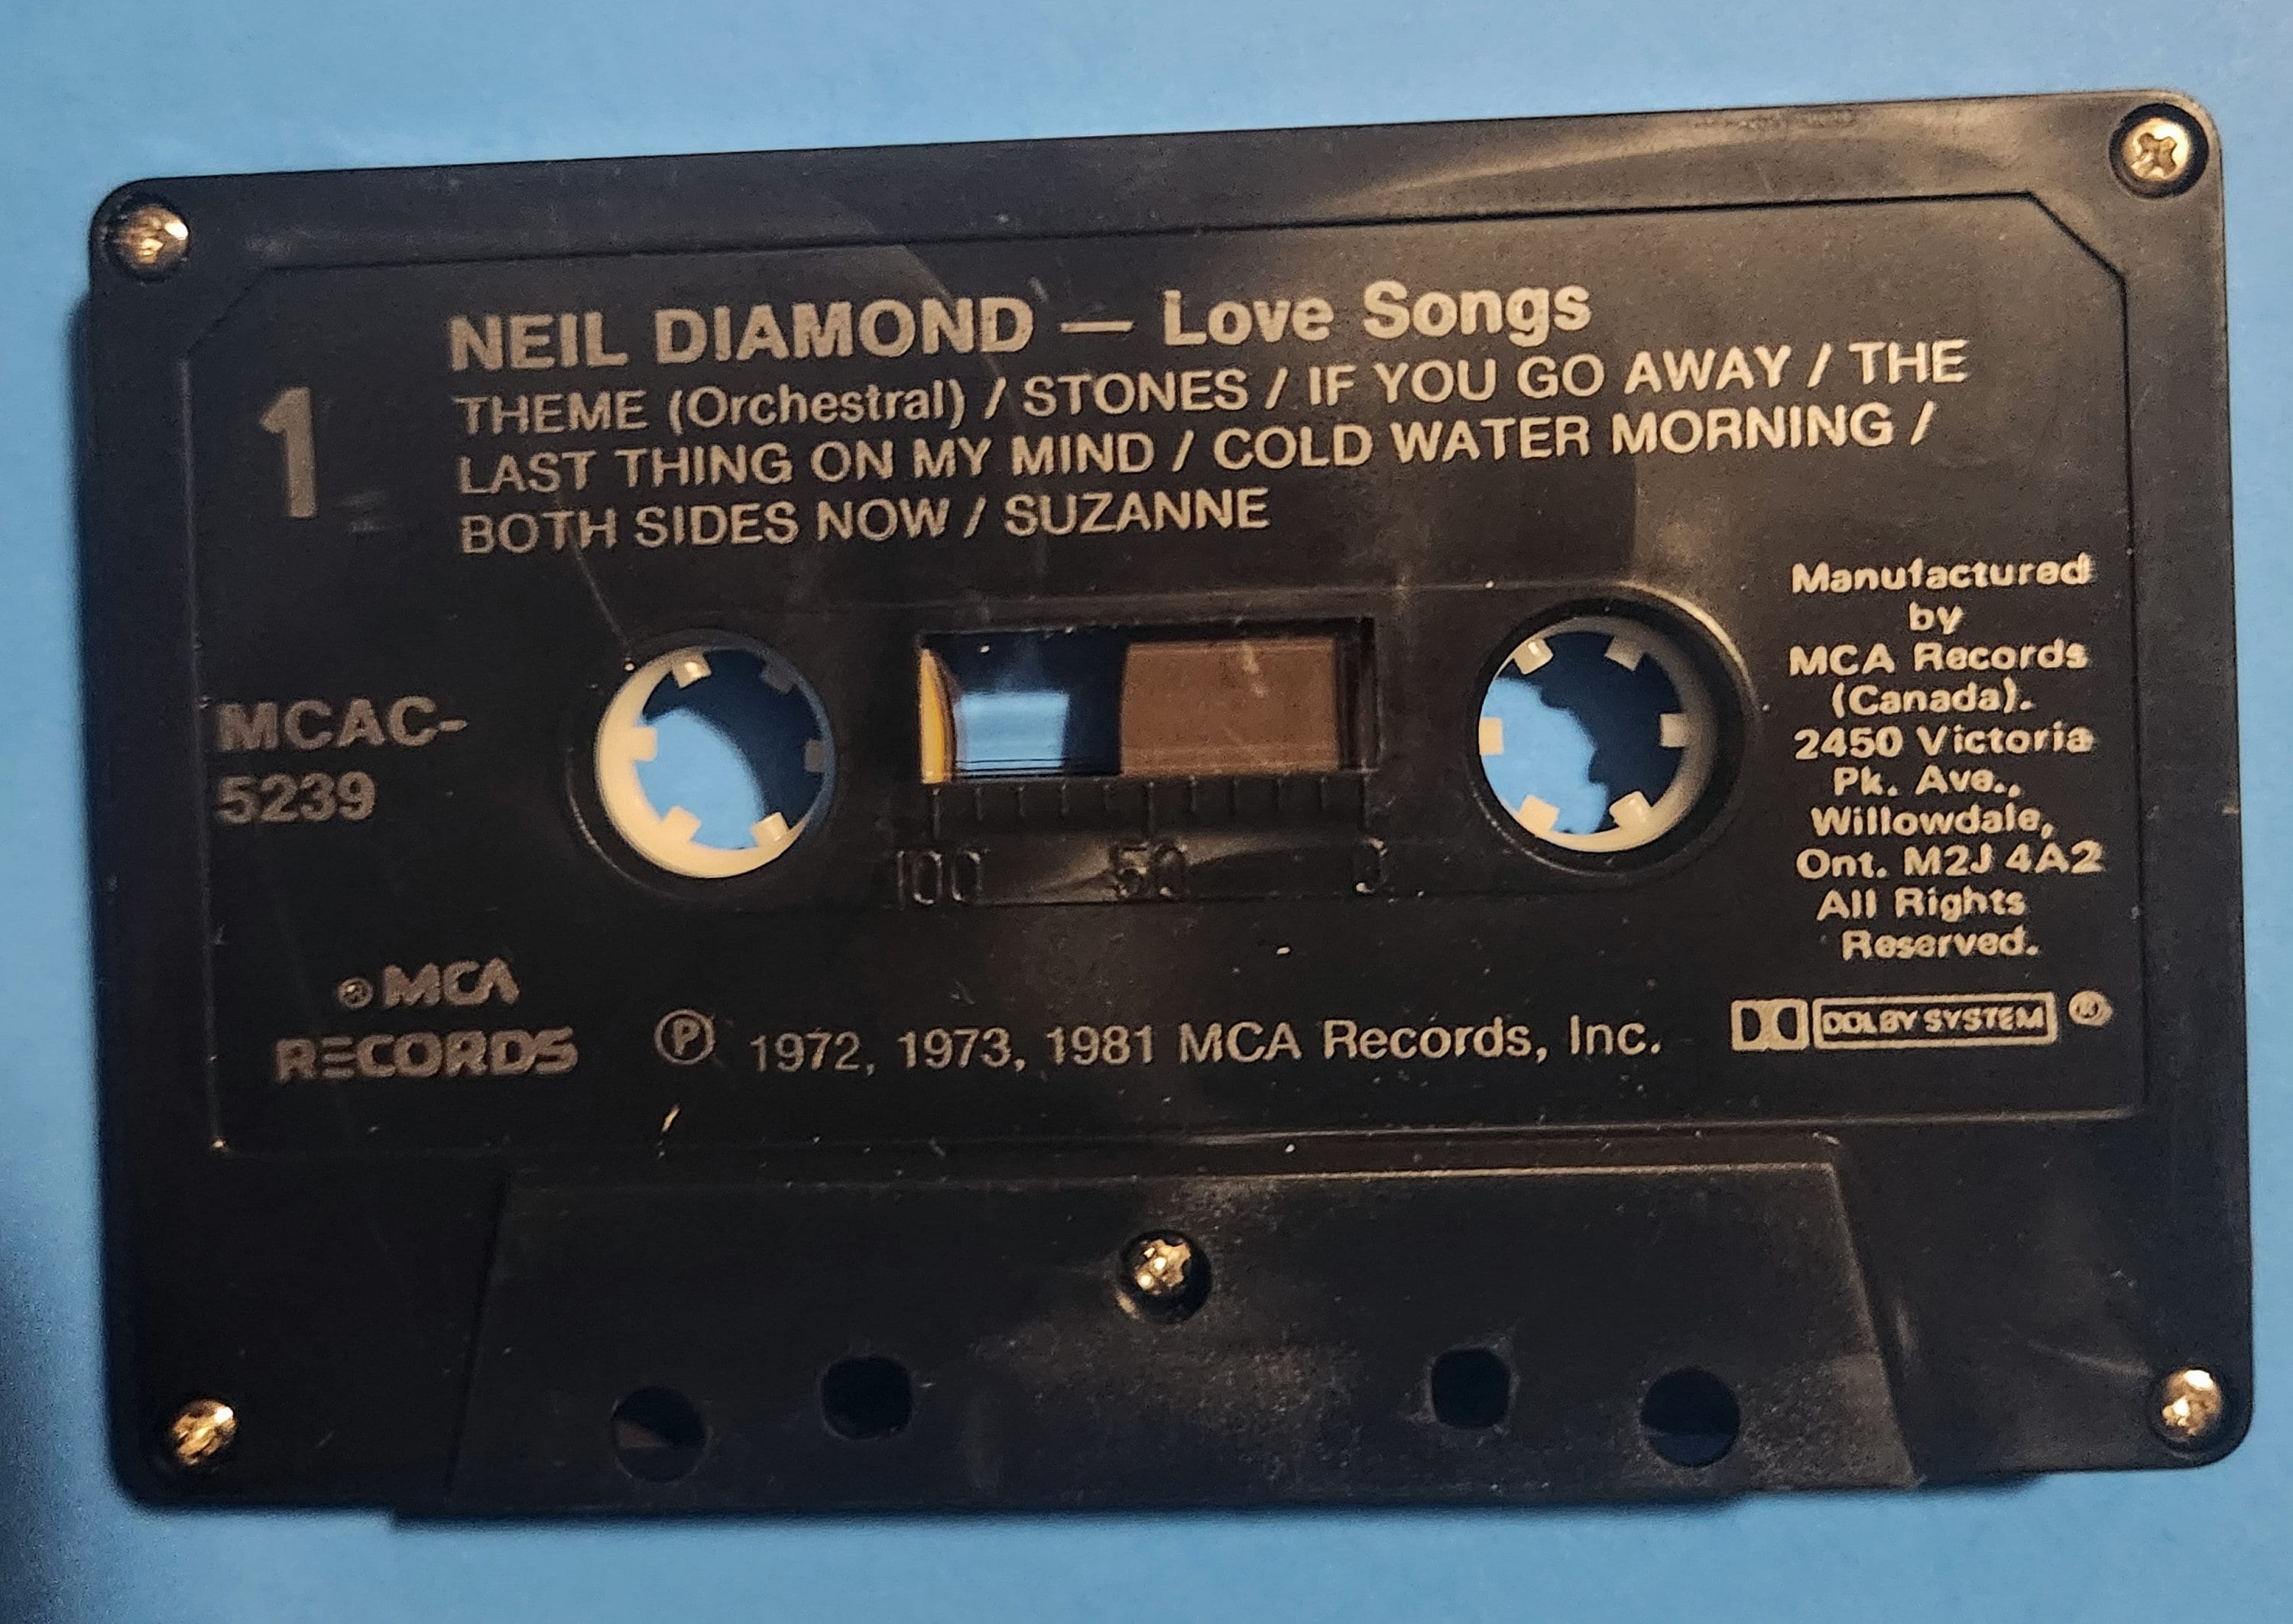 NEIL DIAMOND — Love Songs
THEME (Orchestral) / STONES / IF YOU GO AWAY / THE
LAST THING ON MY MIND / COLD WATER MORNING /
BOTH SIDES NOW / SUZANNE
1
MCAC-
5239
100 50 0
Manufactured
by
MCA Records
(Canada).
2450 Victoria
Pk. Ave.,
Willowdale,
Ont. M2J 4A2
All Rights
Reserved.
® MCA
RECORDS
℗ 1972, 1973, 1981 MCA Records, Inc.
DOLBY SYSTEM ®